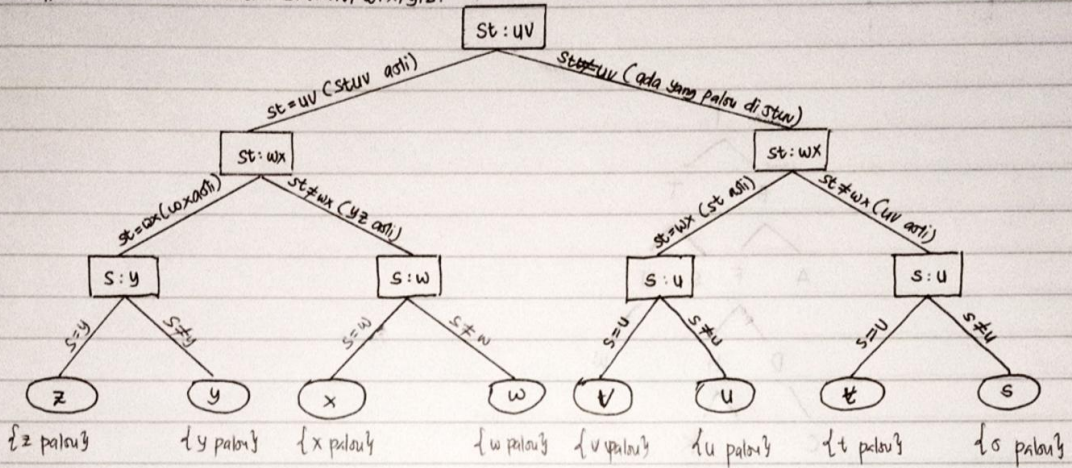 st : uv
st = uv (stuv asli)
st≠uv (ada yang palsu di stuv)
st : wx
st : wx
st = wx (wx asli)
st ≠ wx (yz asli)
st = wx (st asli)
st ≠ wx (uv asli)
s : y
s : w
s : u
s : u
s = y
s ≠ y
s = w
s ≠ w
s = u
s ≠ u
s = u
s ≠ u
z
y
x
w
v
u
t
s
{z palsu}
{y palsu}
{x palsu}
{w palsu}
{v palsu}
{u palsu}
{t palsu}
{s palsu}